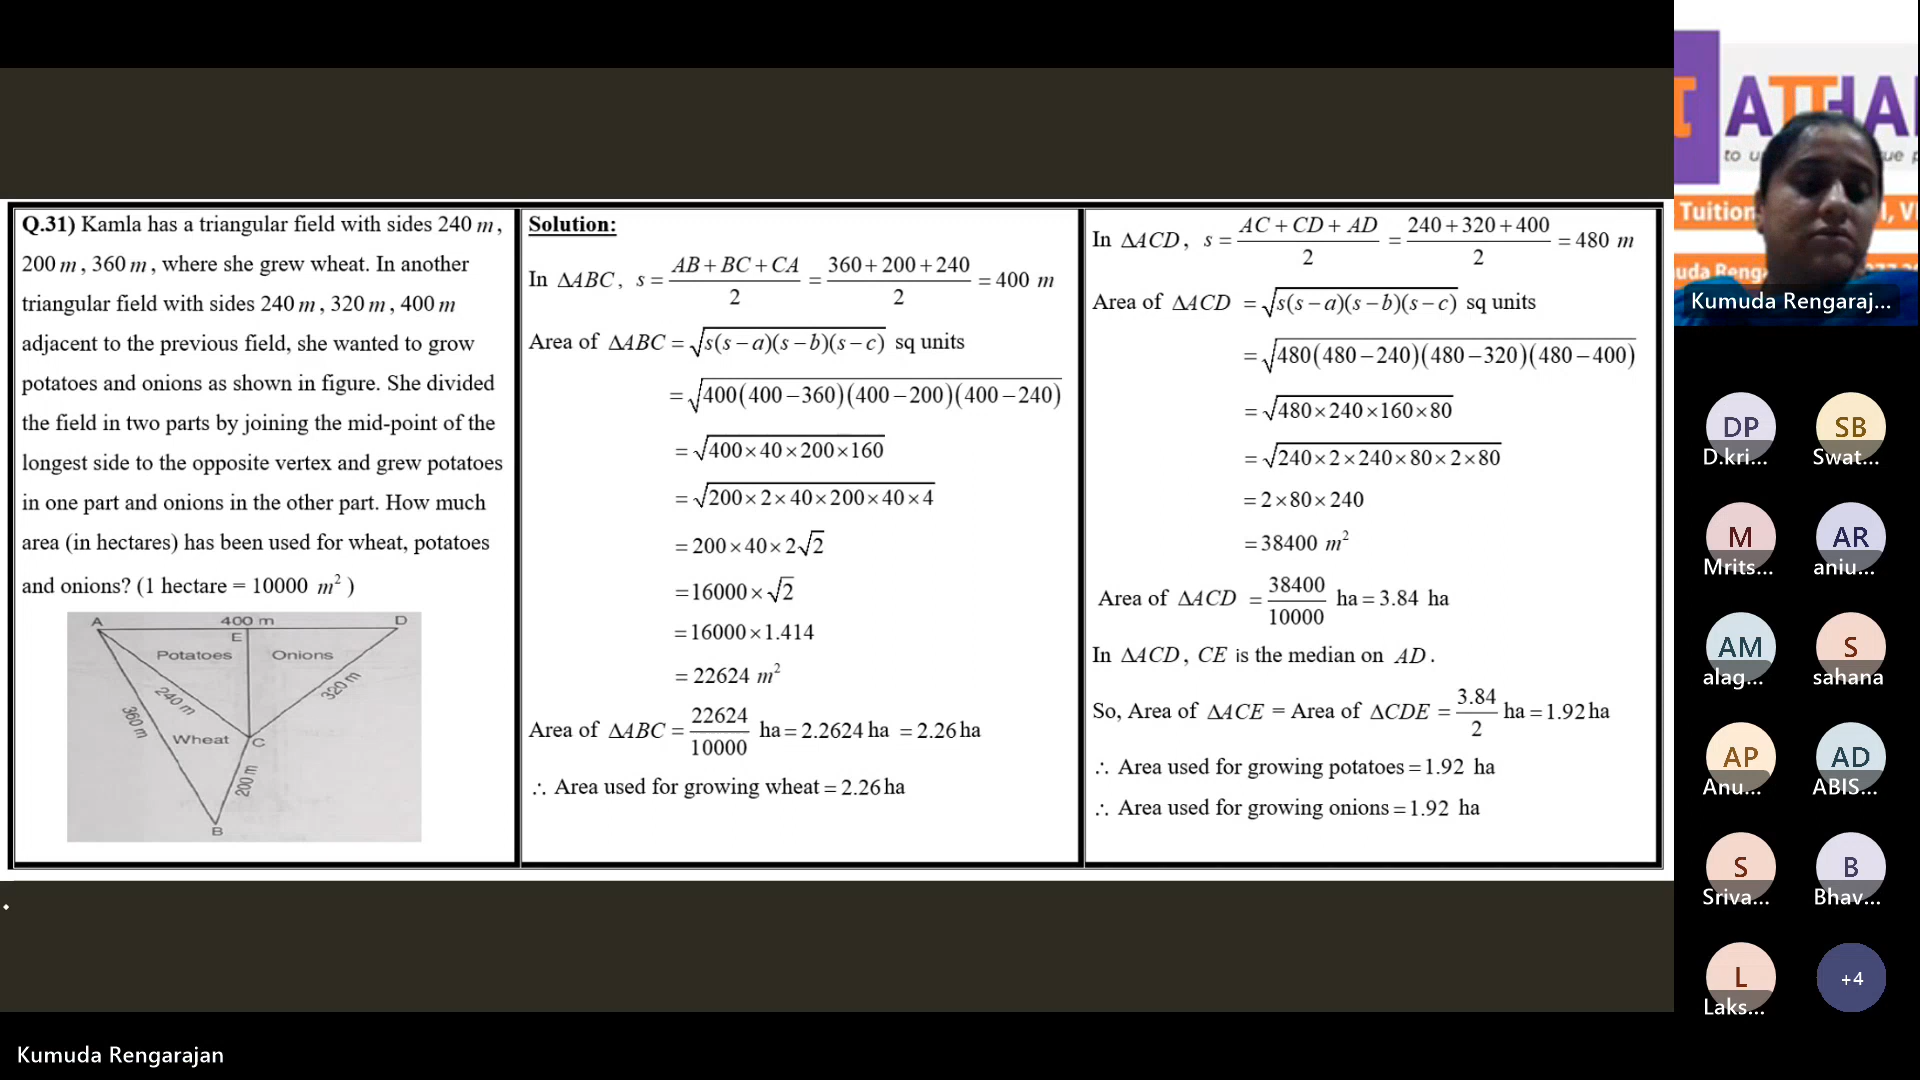 Q.31) Kamla has a triangular field with sides 240 m,
200 m, 360 m, where she grew wheat. In another
triangular field with sides 240 m, 320 m, 400 m
adjacent to the previous field, she wanted to grow
potatoes and onions as shown in figure. She divided
the field in two parts by joining the mid-point of the
longest side to the opposite vertex and grew potatoes
in one part and onions in the other part. How much
area (in hectares) has been used for wheat, potatoes
and onions? (1 hectare = 10000 m² )
A 400 m D
E
Potatoes Onions
240 m 320 m
360 m
Wheat C
200 m
B
Solution:
In ΔABC, s = (AB + BC + CA)/2 = (360 + 200 + 240)/2 = 400 m
Area of ΔABC = √(s(s − a)(s − b)(s − c)) sq units
= √(400(400 − 360)(400 − 200)(400 − 240))
= √(400 × 40 × 200 × 160)
= √(200 × 2 × 40 × 200 × 40 × 4)
= 200 × 40 × 2√2
= 16000 × √2
= 16000 × 1.414
= 22624 m²
Area of ΔABC = 22624/10000 ha = 2.2624 ha = 2.26 ha
∴ Area used for growing wheat = 2.26 ha
In ΔACD, s = (AC + CD + AD)/2 = (240 + 320 + 400)/2 = 480 m
Area of ΔACD = √(s(s − a)(s − b)(s − c)) sq units
= √(480(480 − 240)(480 − 320)(480 − 400))
= √(480 × 240 × 160 × 80)
= √(240 × 2 × 240 × 80 × 2 × 80)
= 2 × 80 × 240
= 38400 m²
Area of ΔACD = 38400/10000 ha = 3.84 ha
In ΔACD, CE is the median on AD.
So, Area of ΔACE = Area of ΔCDE = 3.84/2 ha = 1.92 ha
∴ Area used for growing potatoes = 1.92 ha
∴ Area used for growing onions = 1.92 ha
ATTHA
to u
Tuition
Kumuda Rengaraj...
DP SB
D.kri... Swat...
M AR
Mrits... aniu...
AM S
alag... sahana
AP AD
Anu... ABIS...
S B
Sriva... Bhav...
L +4
Laks...
Kumuda Rengarajan